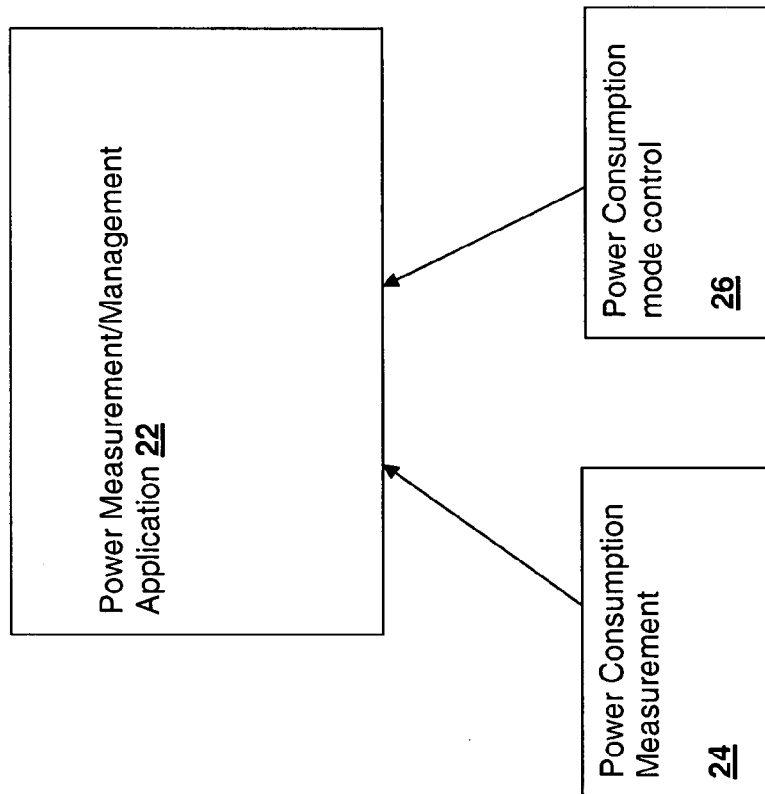 Power Measurement/Management
Application 22
Power Consumption
Measurement
24
Power Consumption
mode control
26